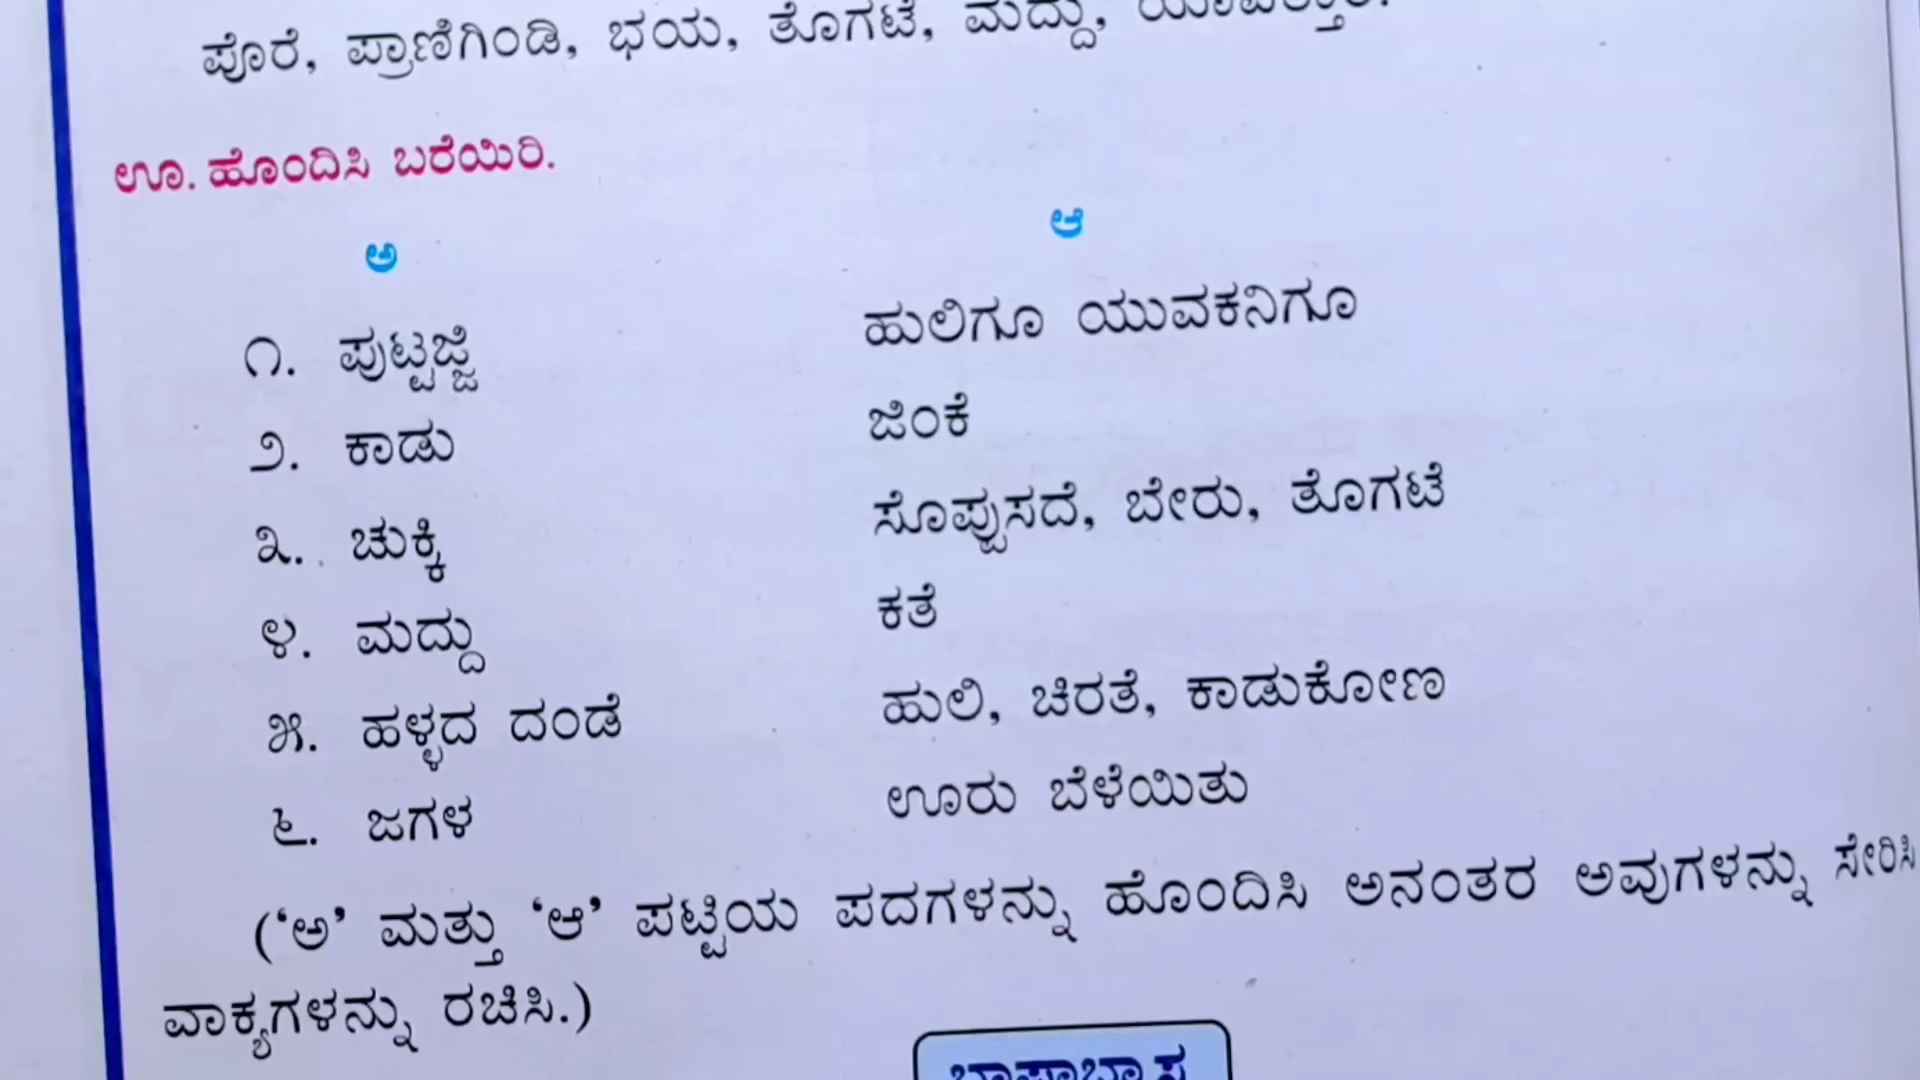 ಪೊರೆ, ಪ್ರಾಣಿಗಿಂಡಿ, ಭಯ, ತೊಗಟೆ, ಮದ್ದು,
ಊ. ಹೊಂದಿಸಿ ಬರೆಯಿರಿ.
ಅ ಆ
೧. ಪುಟ್ಟಜ್ಜಿ ಹುಲಿಗೂ ಯುವಕನಿಗೂ
೨. ಕಾಡು ಜಿಂಕೆ
೩. ಚುಕ್ಕಿ ಸೊಪ್ಪುಸದೆ, ಬೇರು, ತೊಗಟೆ
೪. ಮದ್ದು ಕತೆ
೫. ಹಳ್ಳದ ದಂಡೆ ಹುಲಿ, ಚಿರತೆ, ಕಾಡುಕೋಣ
೬. ಜಗಳ ಊರು ಬೆಳೆಯಿತು
(‘ಅ’ ಮತ್ತು ‘ಆ’ ಪಟ್ಟಿಯ ಪದಗಳನ್ನು ಹೊಂದಿಸಿ ಅನಂತರ ಅವುಗಳನ್ನು ಸೇರಿಸಿ
ವಾಕ್ಯಗಳನ್ನು ರಚಿಸಿ.)